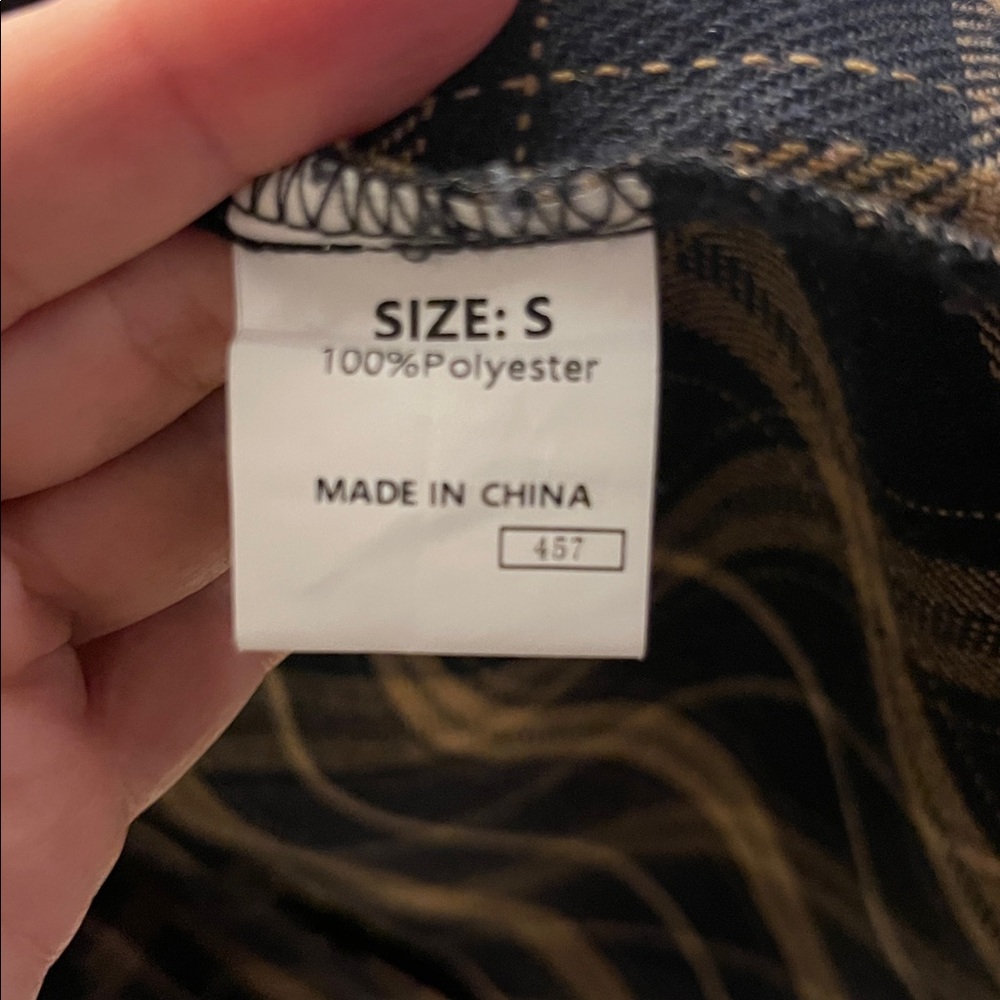 SIZE: S
100%Polyester
MADE IN CHINA
457